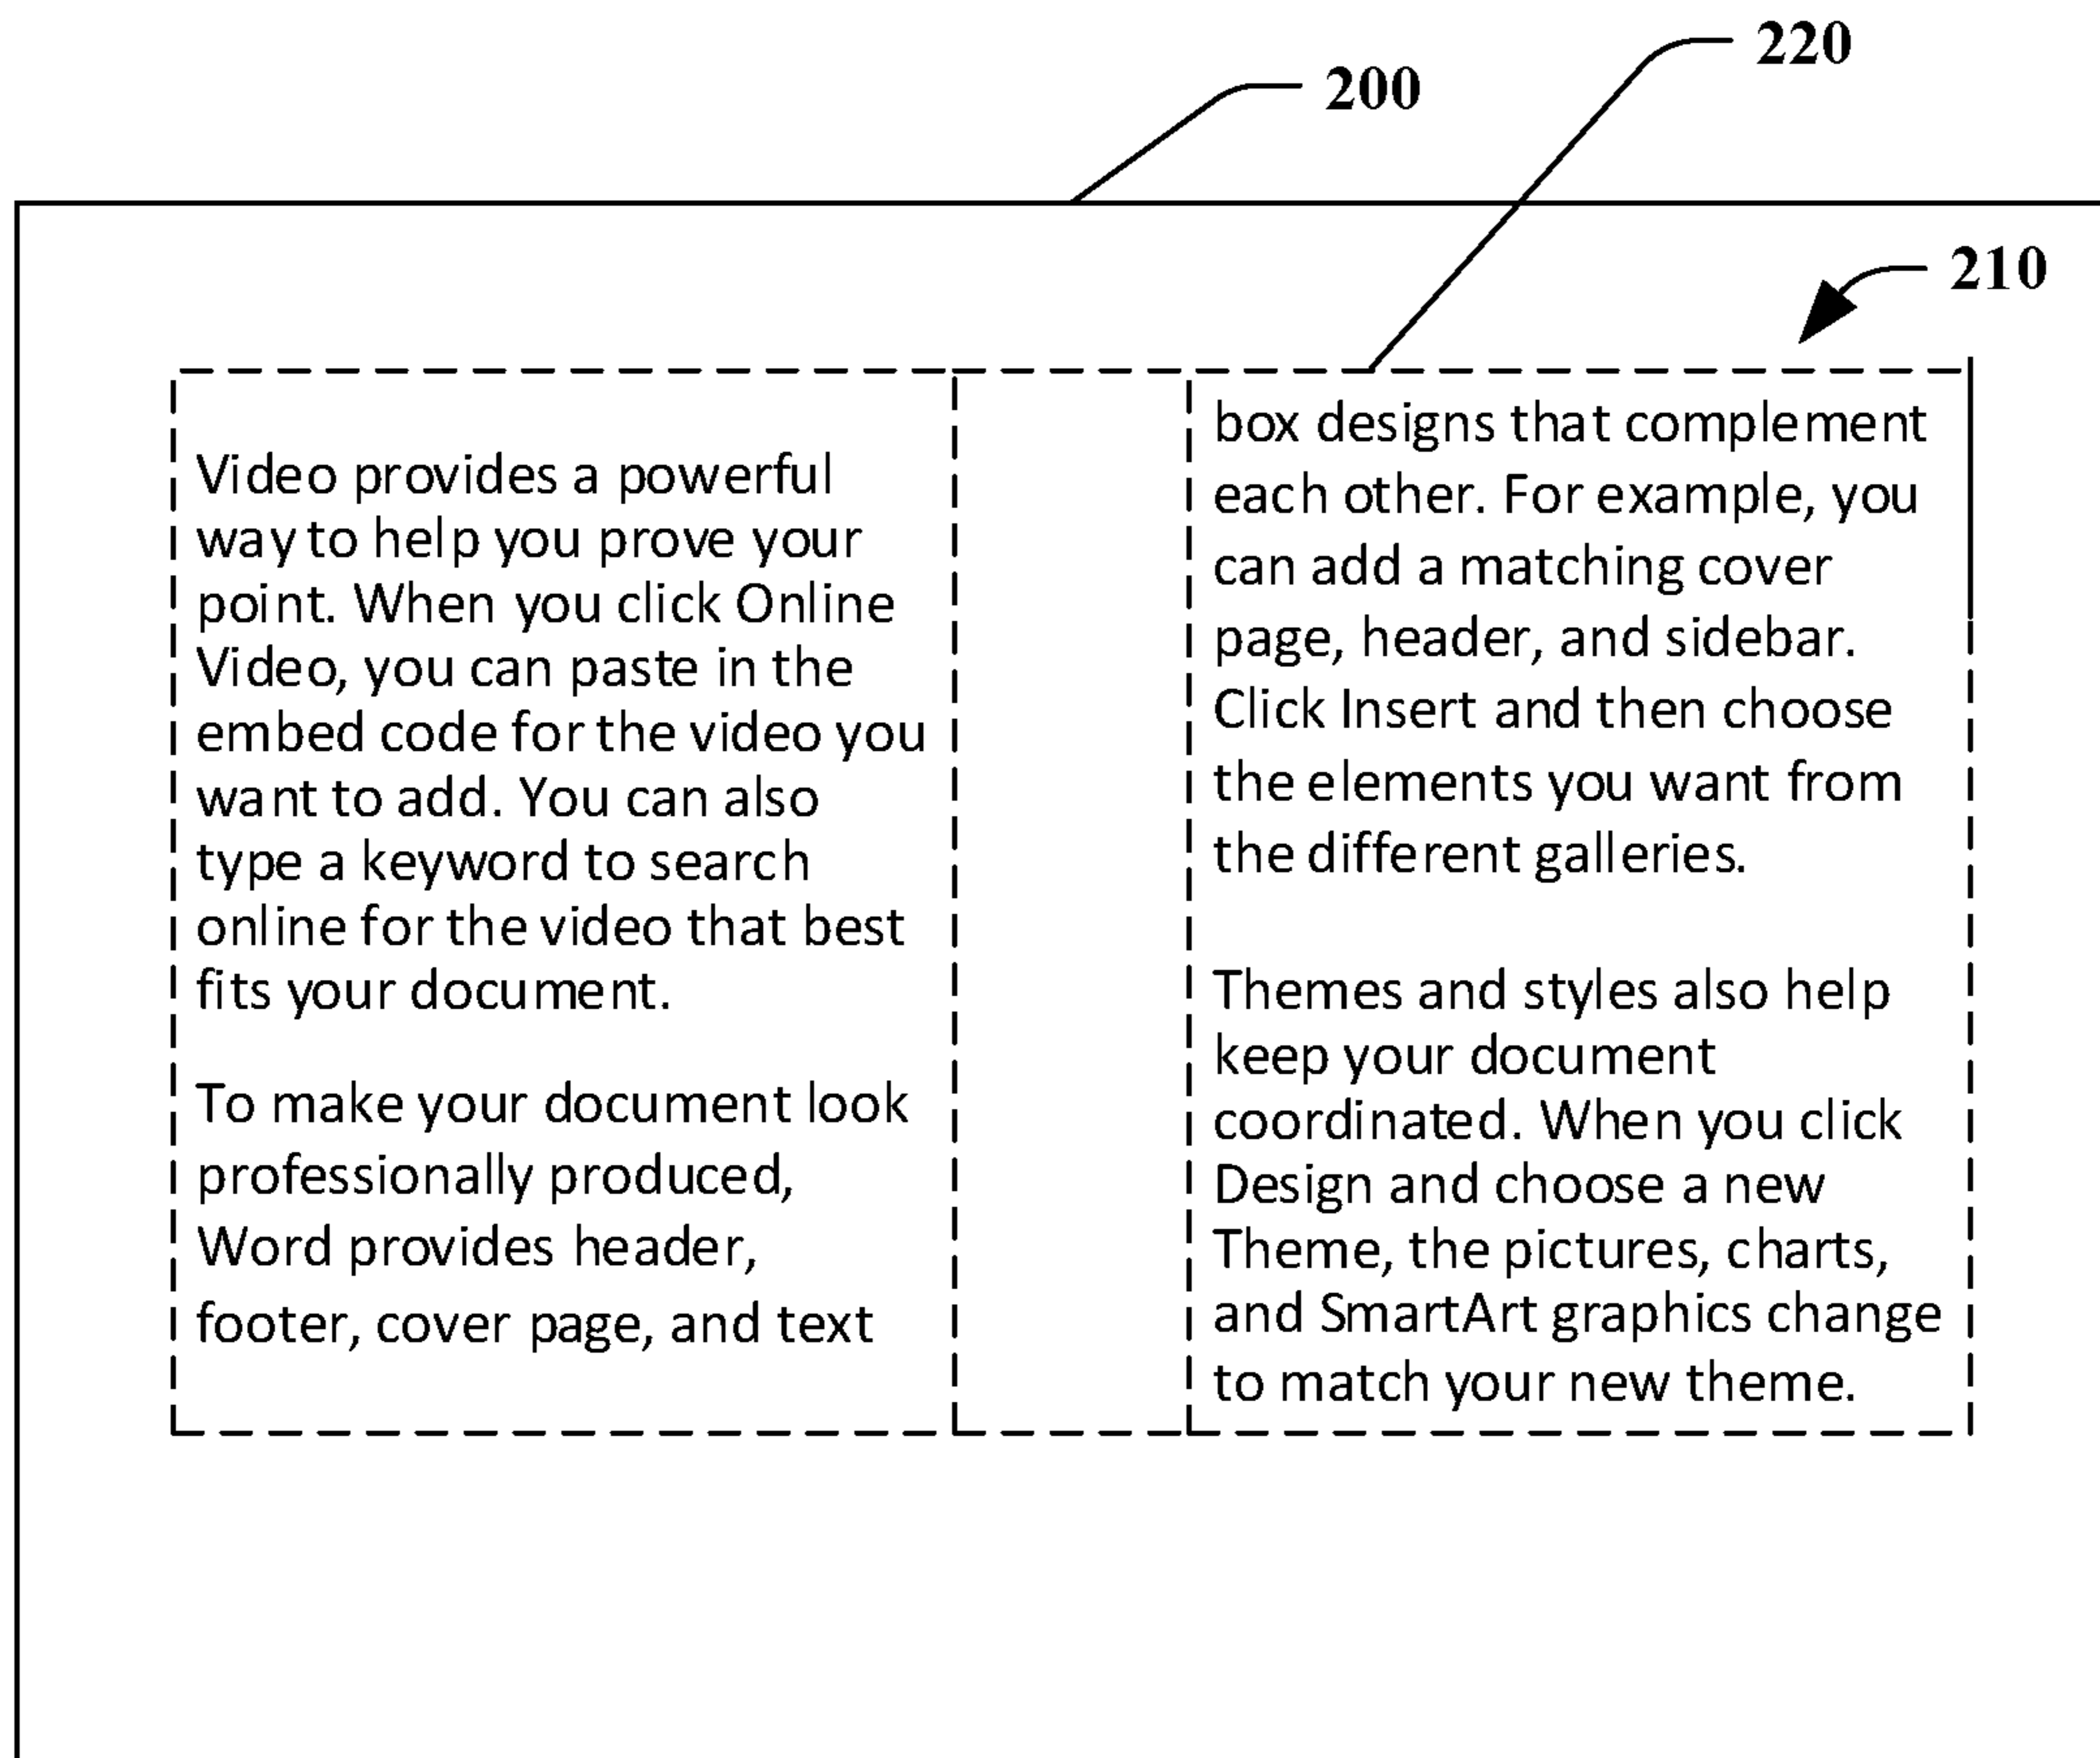 220
200
210
Video provides a powerful
way to help you prove your
point. When you click Online
Video, you can paste in the
embed code for the video you
want to add. You can also
type a keyword to search
online for the video that best
fits your document.
To make your document look
professionally produced,
Word provides header,
footer, cover page, and text
box designs that complement
each other. For example, you
can add a matching cover
page, header, and sidebar.
Click Insert and then choose
the elements you want from
the different galleries.
Themes and styles also help
keep your document
coordinated. When you click
Design and choose a new
Theme, the pictures, charts,
and SmartArt graphics change
to match your new theme.